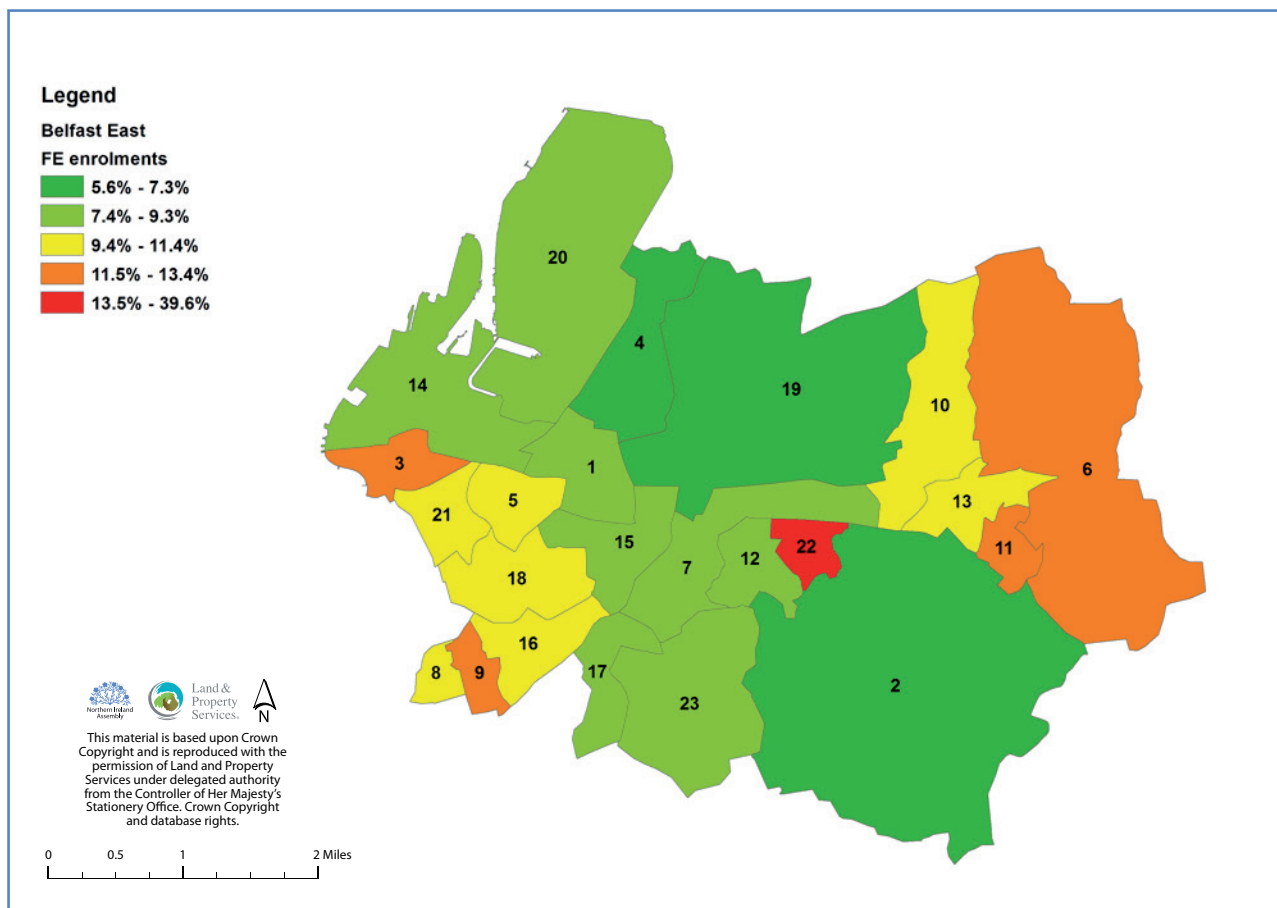 Legend
Belfast East
FE enrolments
5.6% - 7.3%
7.4% - 9.3%
9.4% - 11.4%
11.5% - 13.4%
13.5% - 39.6%
20
4
19
14
10
3
1
6
5
13
21
15
22
11
12
7
18
16
8
9
17
2
23
Northern Ireland
Assembly
Land &
Property
Services.
N
This material is based upon Crown
Copyright and is reproduced with the
permission of Land and Property
Services under delegated authority
from the Controller of Her Majesty's
Stationery Office. Crown Copyright
and database rights.
0 0.5 1 2 Miles